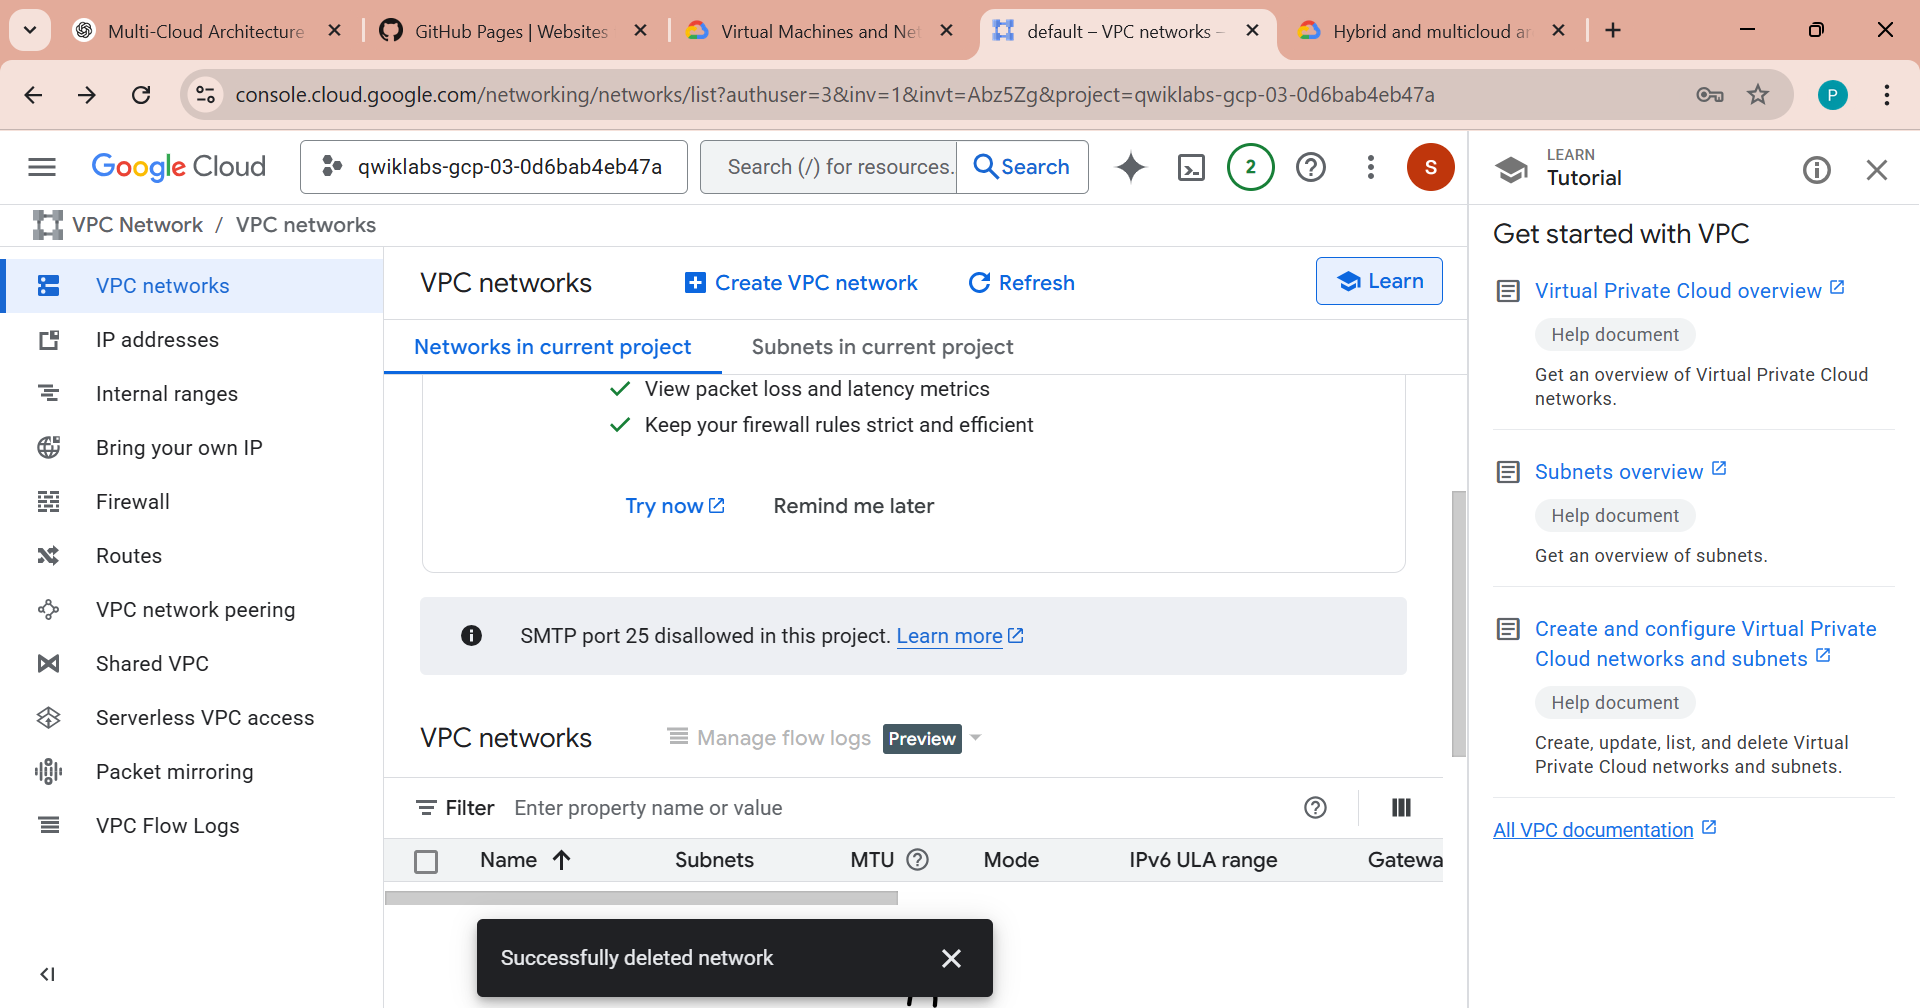 Multi-Cloud Architecture
GitHub Pages | Websites
Virtual Machines and Net
default – VPC networks –
Hybrid and multicloud ar
console.cloud.google.com/networking/networks/list?authuser=3&inv=1&invt=Abz5Zg&project=qwiklabs-gcp-03-0d6bab4eb47a
P
Google Cloud
qwiklabs-gcp-03-0d6bab4eb47a
Search (/) for resources.
Search
2
S
LEARN
Tutorial
VPC Network / VPC networks
VPC networks
IP addresses
Internal ranges
Bring your own IP
Firewall
Routes
VPC network peering
Shared VPC
Serverless VPC access
Packet mirroring
VPC Flow Logs
VPC networks
Create VPC network
Refresh
Learn
Networks in current project
Subnets in current project
View packet loss and latency metrics
Keep your firewall rules strict and efficient
Try now
Remind me later
SMTP port 25 disallowed in this project. Learn more
VPC networks
Manage flow logs
Preview
Filter
Enter property name or value
Name
Subnets
MTU
Mode
IPv6 ULA range
Gatewa
Successfully deleted network
Get started with VPC
Virtual Private Cloud overview
Help document
Get an overview of Virtual Private Cloud
networks.
Subnets overview
Help document
Get an overview of subnets.
Create and configure Virtual Private
Cloud networks and subnets
Help document
Create, update, list, and delete Virtual
Private Cloud networks and subnets.
All VPC documentation